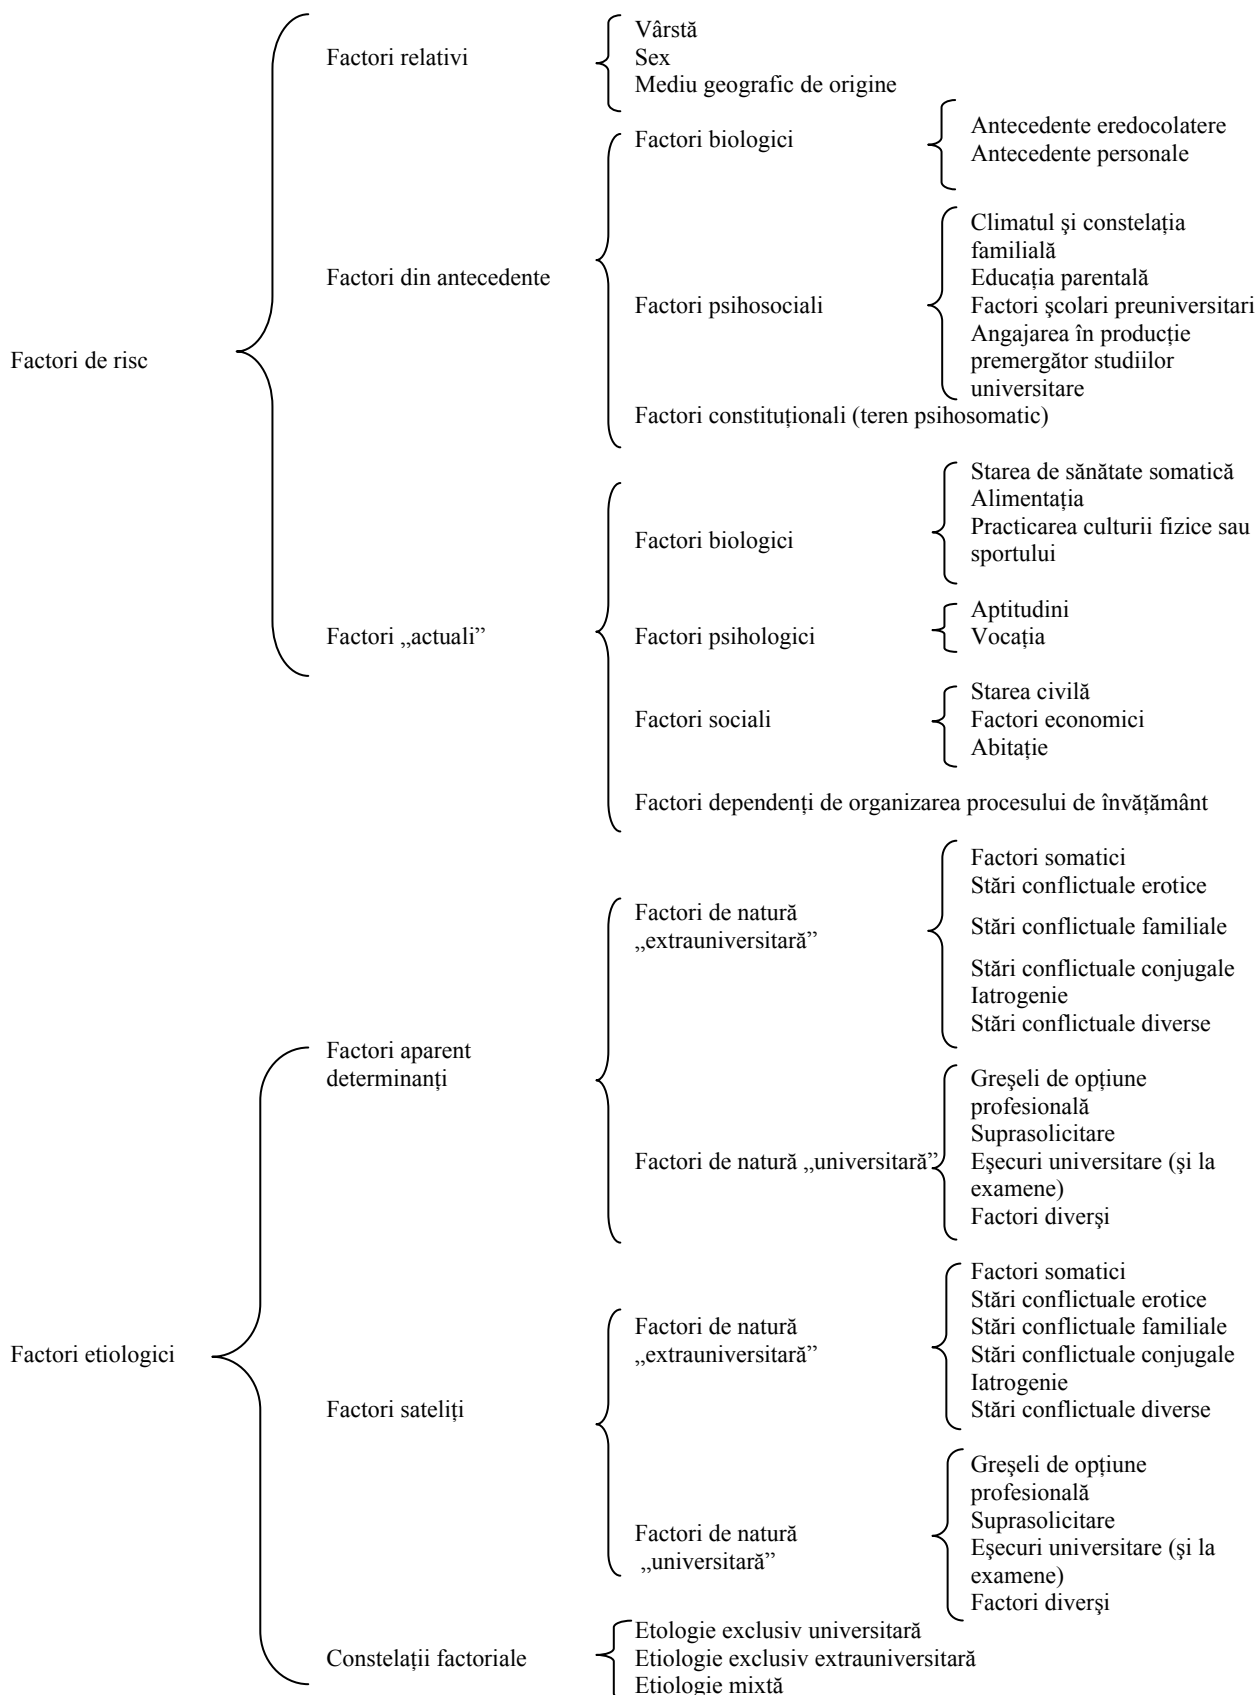 Factori de risc
Factori relativi
Vârstă
Sex
Mediu geografic de origine
Factori din antecedente
Factori biologici
Antecedente eredocolatere
Antecedente personale
Factori psihosociali
Climatul şi constelaţia
familială
Educaţia parentală
Factori şcolari preuniversitari
Angajarea în producţie
premergător studiilor
universitare
Factori constituţionali (teren psihosomatic)
Factori „actuali”
Factori biologici
Starea de sănătate somatică
Alimentaţia
Practicarea culturii fizice sau
sportului
Factori psihologici
Aptitudini
Vocaţia
Factori sociali
Starea civilă
Factori economici
Abitaţie
Factori dependenţi de organizarea procesului de învăţământ
Factori etiologici
Factori aparent
determinanţi
Factori de natură
„extrauniversitară”
Factori somatici
Stări conflictuale erotice
Stări conflictuale familiale
Stări conflictuale conjugale
Iatrogenie
Stări conflictuale diverse
Factori de natură „universitară”
Greşeli de opţiune
profesională
Suprasolicitare
Eşecuri universitare (şi la
examene)
Factori diverşi
Factori sateliţi
Factori de natură
„extrauniversitară”
Factori somatici
Stări conflictuale erotice
Stări conflictuale familiale
Stări conflictuale conjugale
Iatrogenie
Stări conflictuale diverse
Factori de natură
„universitară”
Greşeli de opţiune
profesională
Suprasolicitare
Eşecuri universitare (şi la
examene)
Factori diverşi
Constelaţii factoriale
Etologie exclusiv universitară
Etiologie exclusiv extrauniversitară
Etiologie mixtă